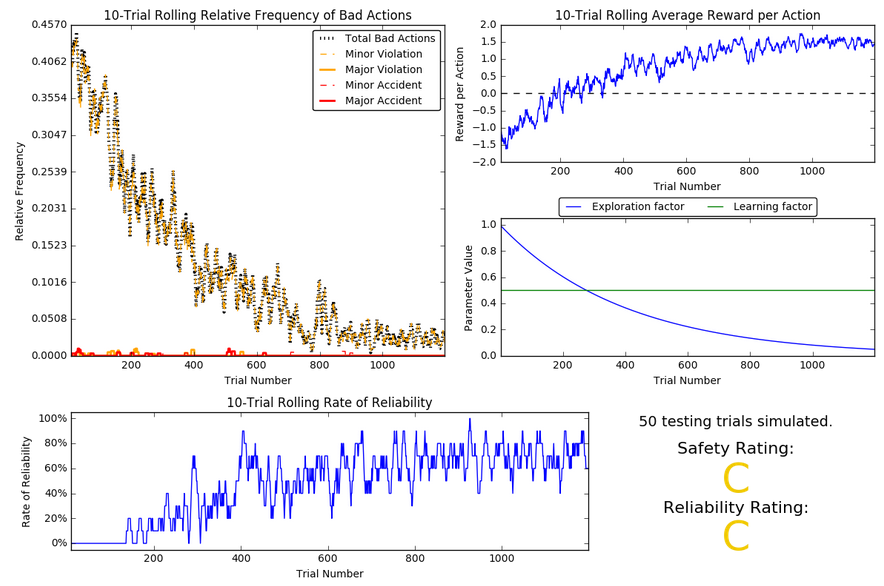 10-Trial Rolling Relative Frequency of Bad Actions
0.4570
0.4062
0.3554
0.3047
0.2539
0.2031
0.1523
0.1016
0.0508
0.0000
Relative Frequency
Total Bad Actions
Minor Violation
Major Violation
Minor Accident
Major Accident
200
400
600
800
1000
Trial Number
10-Trial Rolling Average Reward per Action
2.0
1.5
1.0
0.5
0.0
−0.5
−1.0
−1.5
−2.0
Reward per Action
200
400
600
800
1000
Trial Number
Exploration factor
Learning factor
1.0
0.8
0.6
0.4
0.2
0.0
Parameter Value
200
400
600
800
1000
Trial Number
10-Trial Rolling Rate of Reliability
100%
80%
60%
40%
20%
0%
Rate of Reliability
200
400
600
800
1000
Trial Number
50 testing trials simulated.
Safety Rating:
C
Reliability Rating:
C